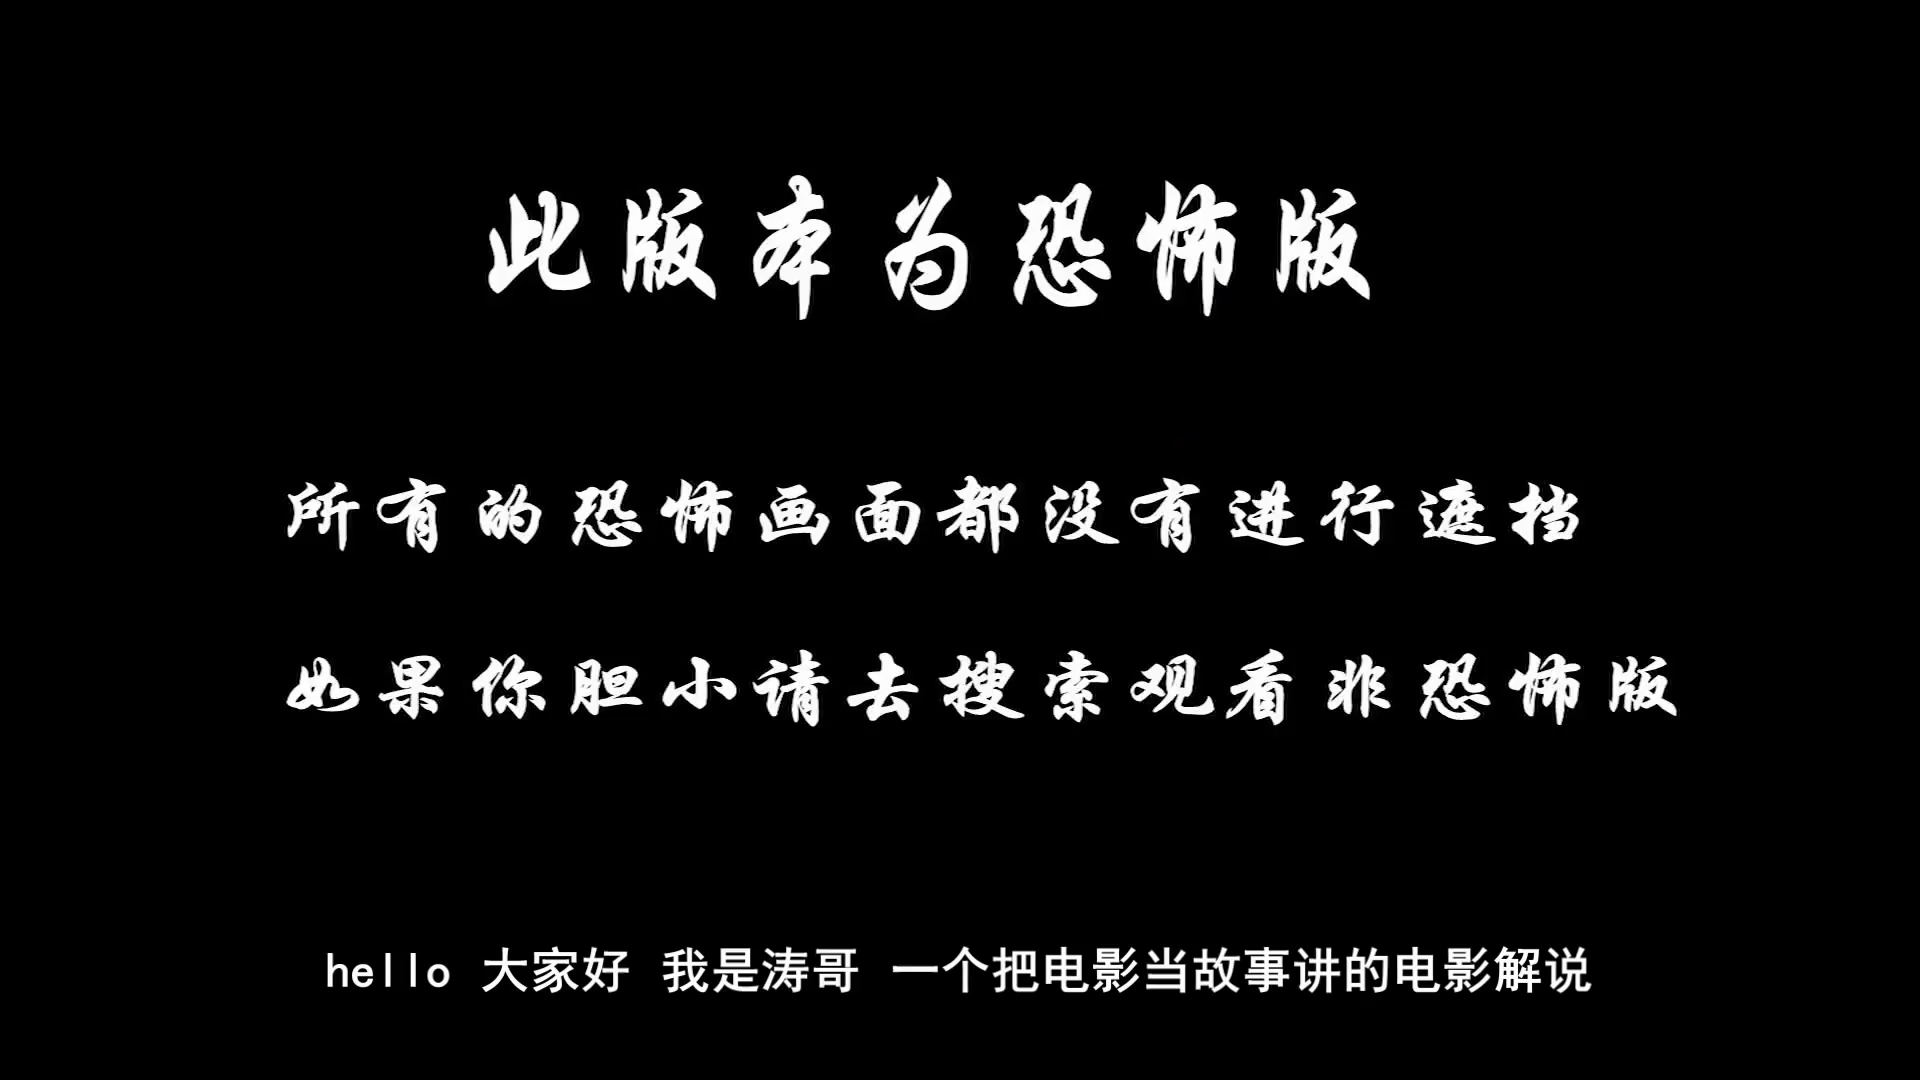 此版本为恐怖版
所有的恐怖画面都没有进行遮挡
如果你胆小请去搜索观看非恐怖版
hello 大家好 我是涛哥 一个把电影当故事讲的电影解说